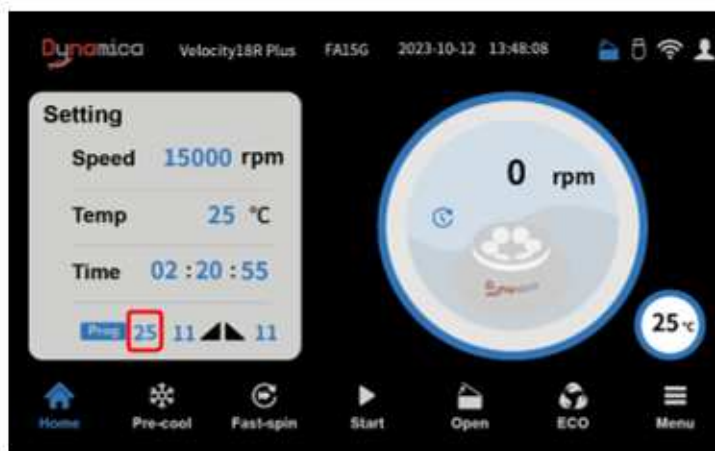 Dynamica Velocity18R Plus FA15G 2023-10-12 13:48:08
Setting
Speed 15000 rpm
Temp 25 °C
Time 02 : 20 : 55
Prog 25 11 11
0 rpm
Dynamica
25 °C
Home Pre-cool Fast-spin Start Open ECO Menu